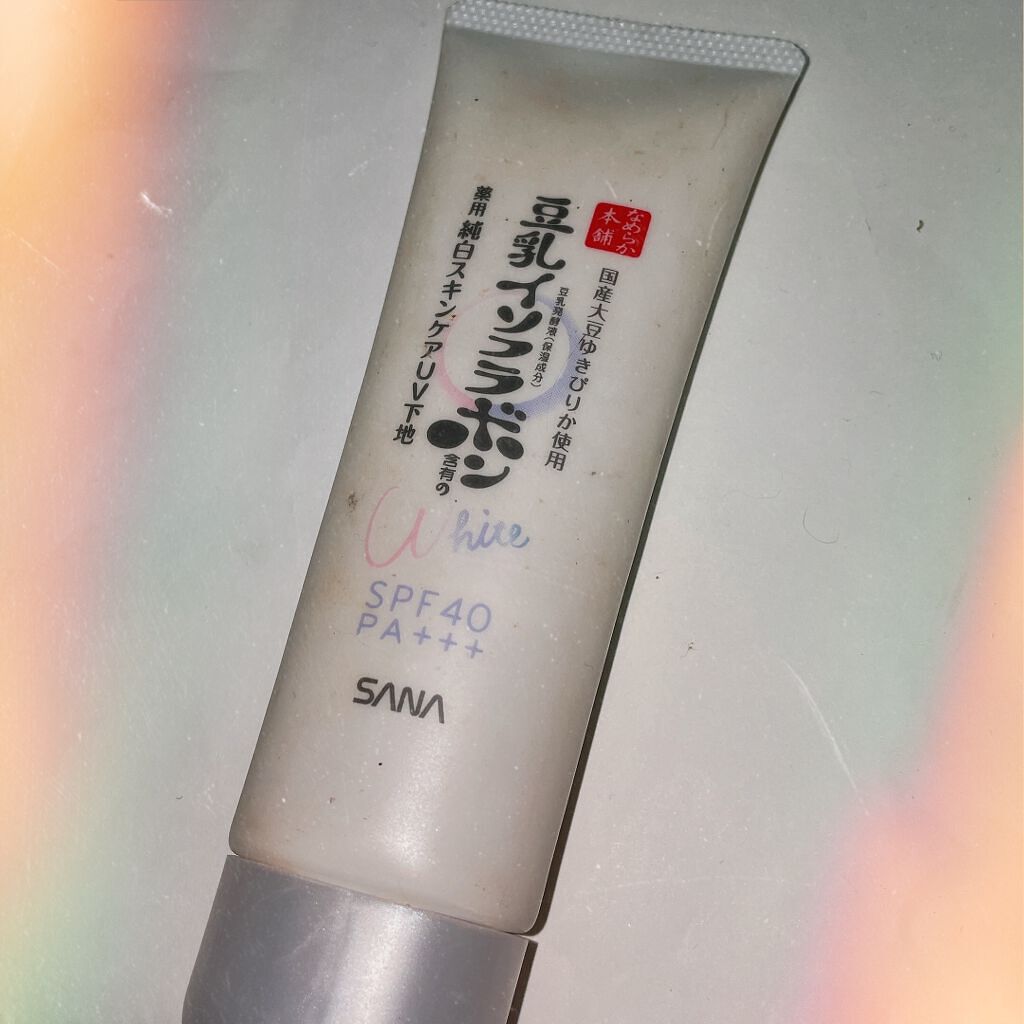 なめらか
本舗
国産大豆ゆきぴりか使用
豆乳発酵液(保湿成分)
豆乳イソフラボン
含有の
薬用 純白スキンケアUV下地
White
SPF40
PA+++
SANA